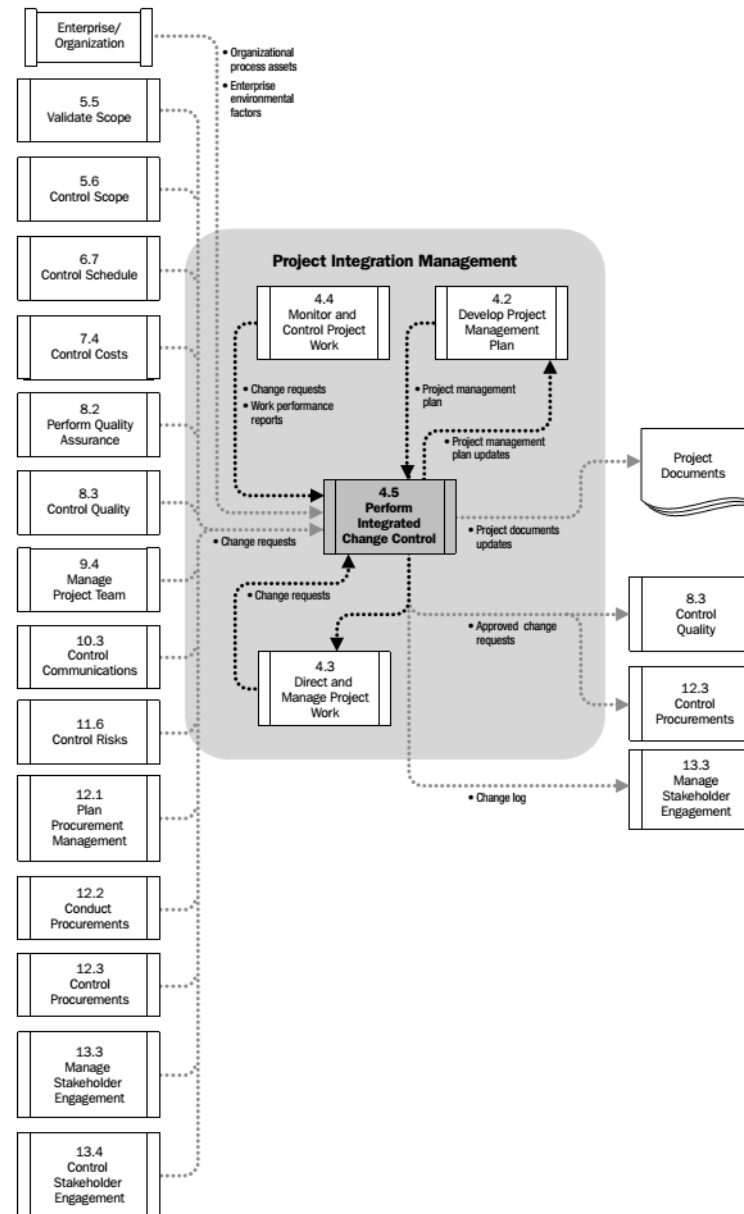 Enterprise/
Organization
• Organizational
process assets
• Enterprise
environmental
factors
5.5
Validate Scope
5.6
Control Scope
6.7
Control Schedule
7.4
Control Costs
8.2
Perform Quality
Assurance
8.3
Control Quality
9.4
Manage
Project Team
10.3
Control
Communications
11.6
Control Risks
12.1
Plan
Procurement
Management
12.2
Conduct
Procurements
12.3
Control
Procurements
13.3
Manage
Stakeholder
Engagement
13.4
Control
Stakeholder
Engagement
• Change requests
Project Integration Management
4.4
Monitor and
Control Project
Work
4.2
Develop Project
Management
Plan
• Change requests
• Work performance
reports
• Project management
plan
• Project management
plan updates
4.5
Perform
Integrated
Change Control
• Project documents
updates
• Change requests
• Approved change
requests
4.3
Direct and
Manage Project
Work
• Change log
Project
Documents
8.3
Control
Quality
12.3
Control
Procurements
13.3
Manage
Stakeholder
Engagement